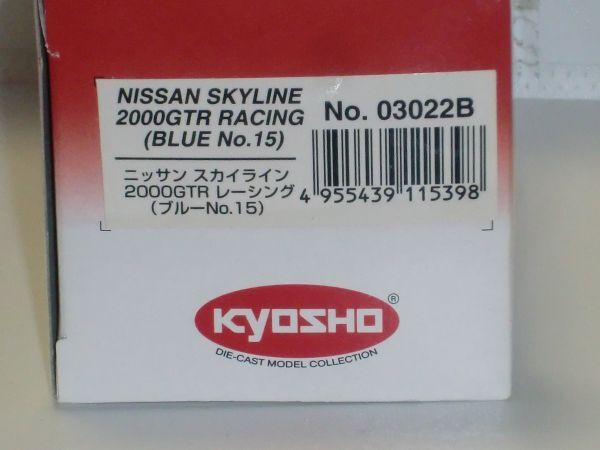 NISSAN SKYLINE
2000GTR RACING
(BLUE No.15)
No. 03022B
ニッサン スカイライン
2000GTR レーシング
(ブルーNo.15)
4 955439 115398
KYOSHO ®
DIE-CAST MODEL COLLECTION